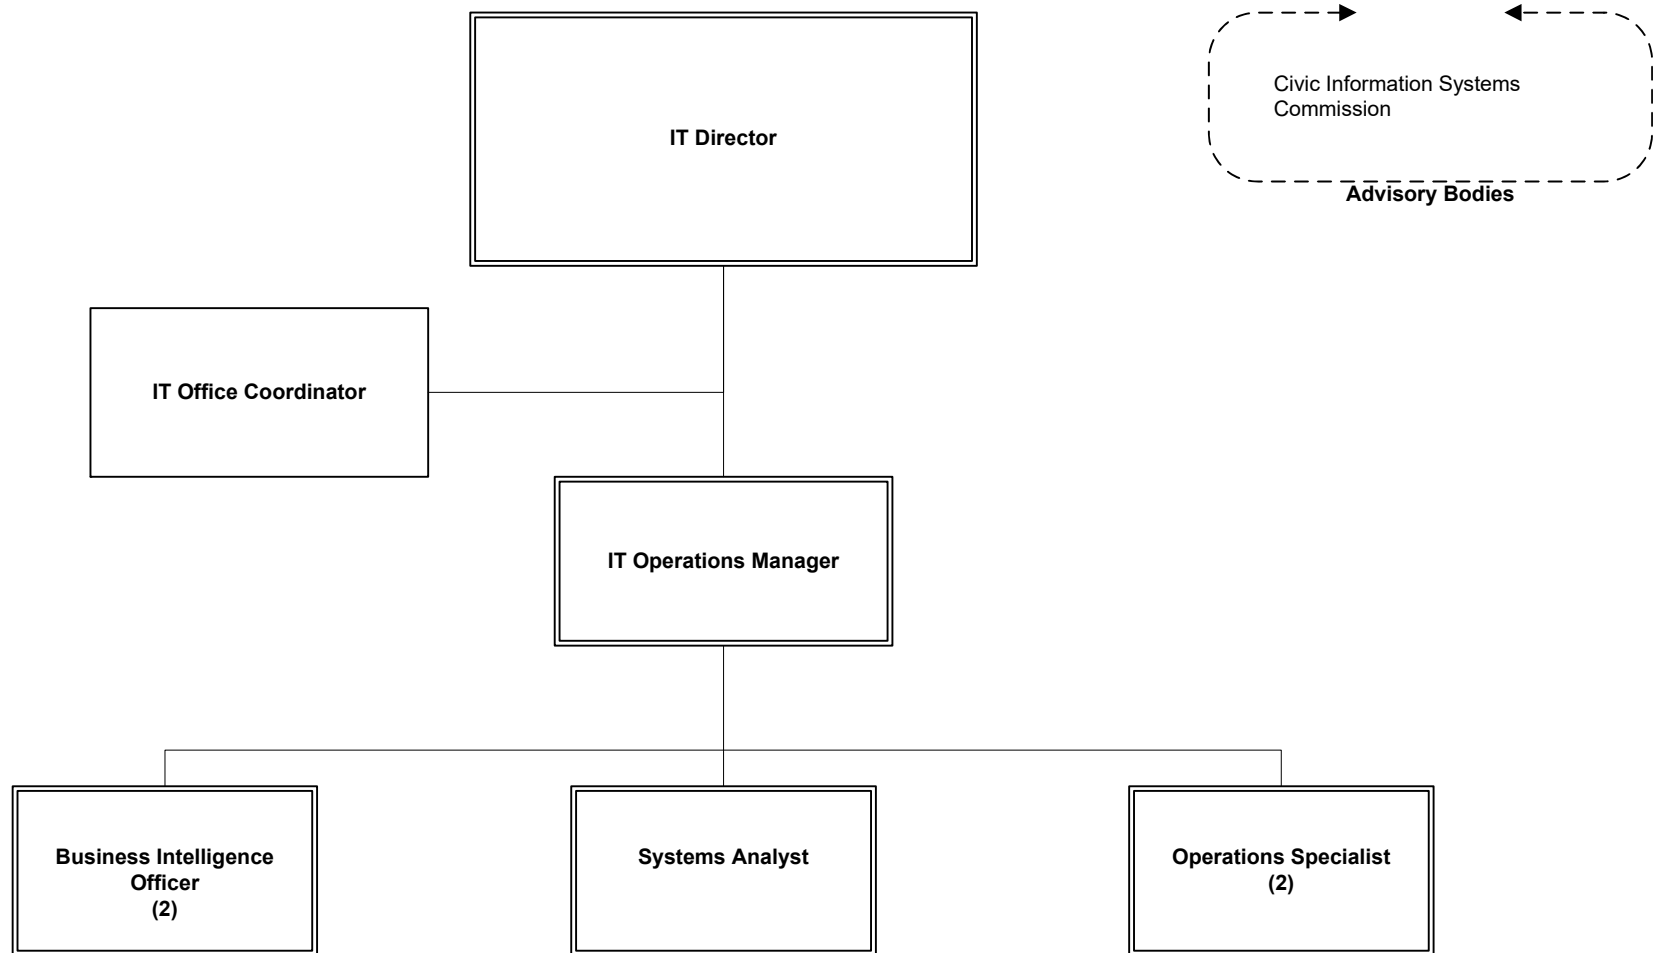 IT Director
Civic Information Systems
Commission
Advisory Bodies
IT Office Coordinator
IT Operations Manager
Business Intelligence
Officer
(2)
Systems Analyst
Operations Specialist
(2)